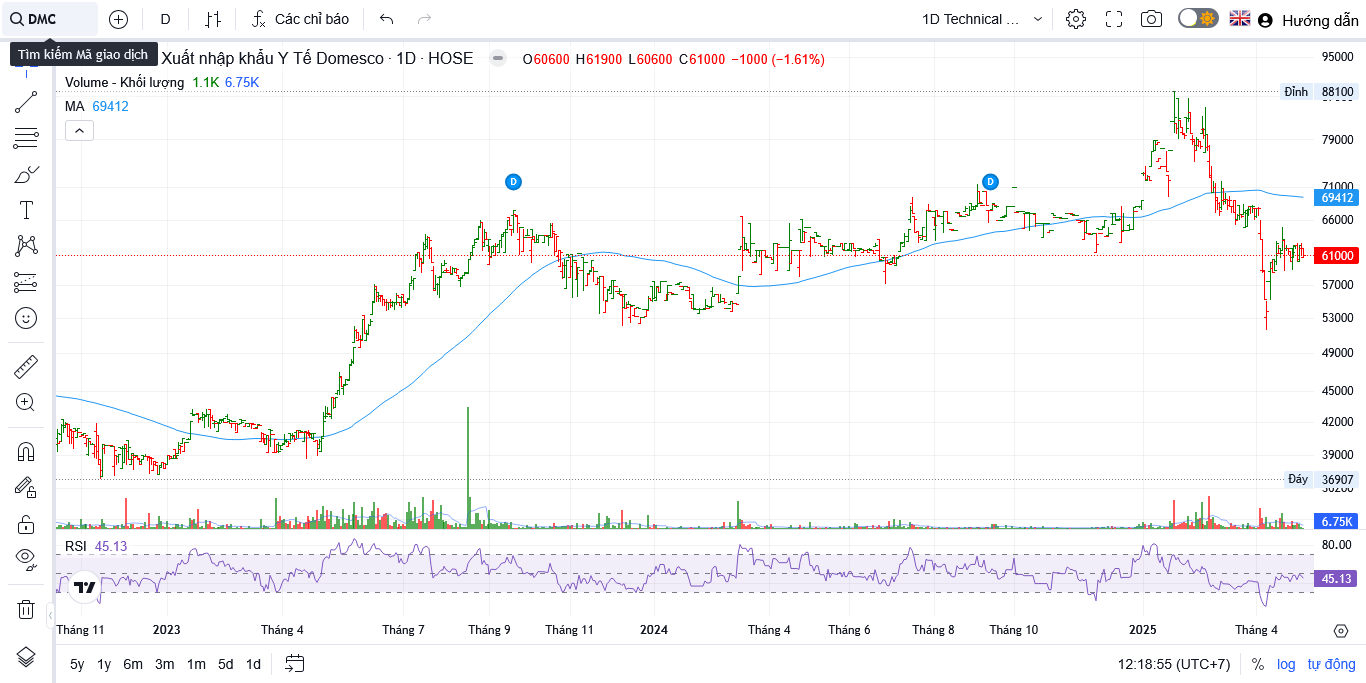 DMC D Các chỉ báo 1D Technical ... Hướng dẫn
Tìm kiếm Mã giao dịch
Xuất nhập khẩu Y Tế Domesco · 1D · HOSE O60600 H61900 L60600 C61000 −1000 (−1.61%)
Volume - Khối lượng 1.1K 6.75K
MA 69412
95000
Đỉnh 88100
79000
71000
69412
66000
61000
57000
53000
49000
45000
42000
39000
Đáy 36907
36200
6.75K
D D
RSI 45.13
80.00
45.13
Tháng 11 2023 Tháng 4 Tháng 7 Tháng 9 Tháng 11 2024 Tháng 4 Tháng 6 Tháng 8 Tháng 10 2025 Tháng 4
5y 1y 6m 3m 1m 5d 1d 12:18:55 (UTC+7) % log tự động